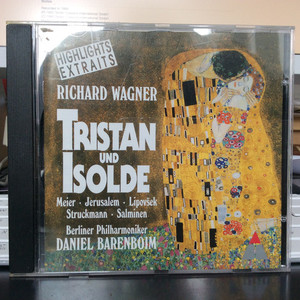 HIGHLIGHTS
EXTRAITS
RICHARD WAGNER
TRISTAN
UND
ISOLDE
Meier · Jerusalem · Lipovšek
Struckmann · Salminen
Berliner Philharmoniker
DANIEL BARENBOIM